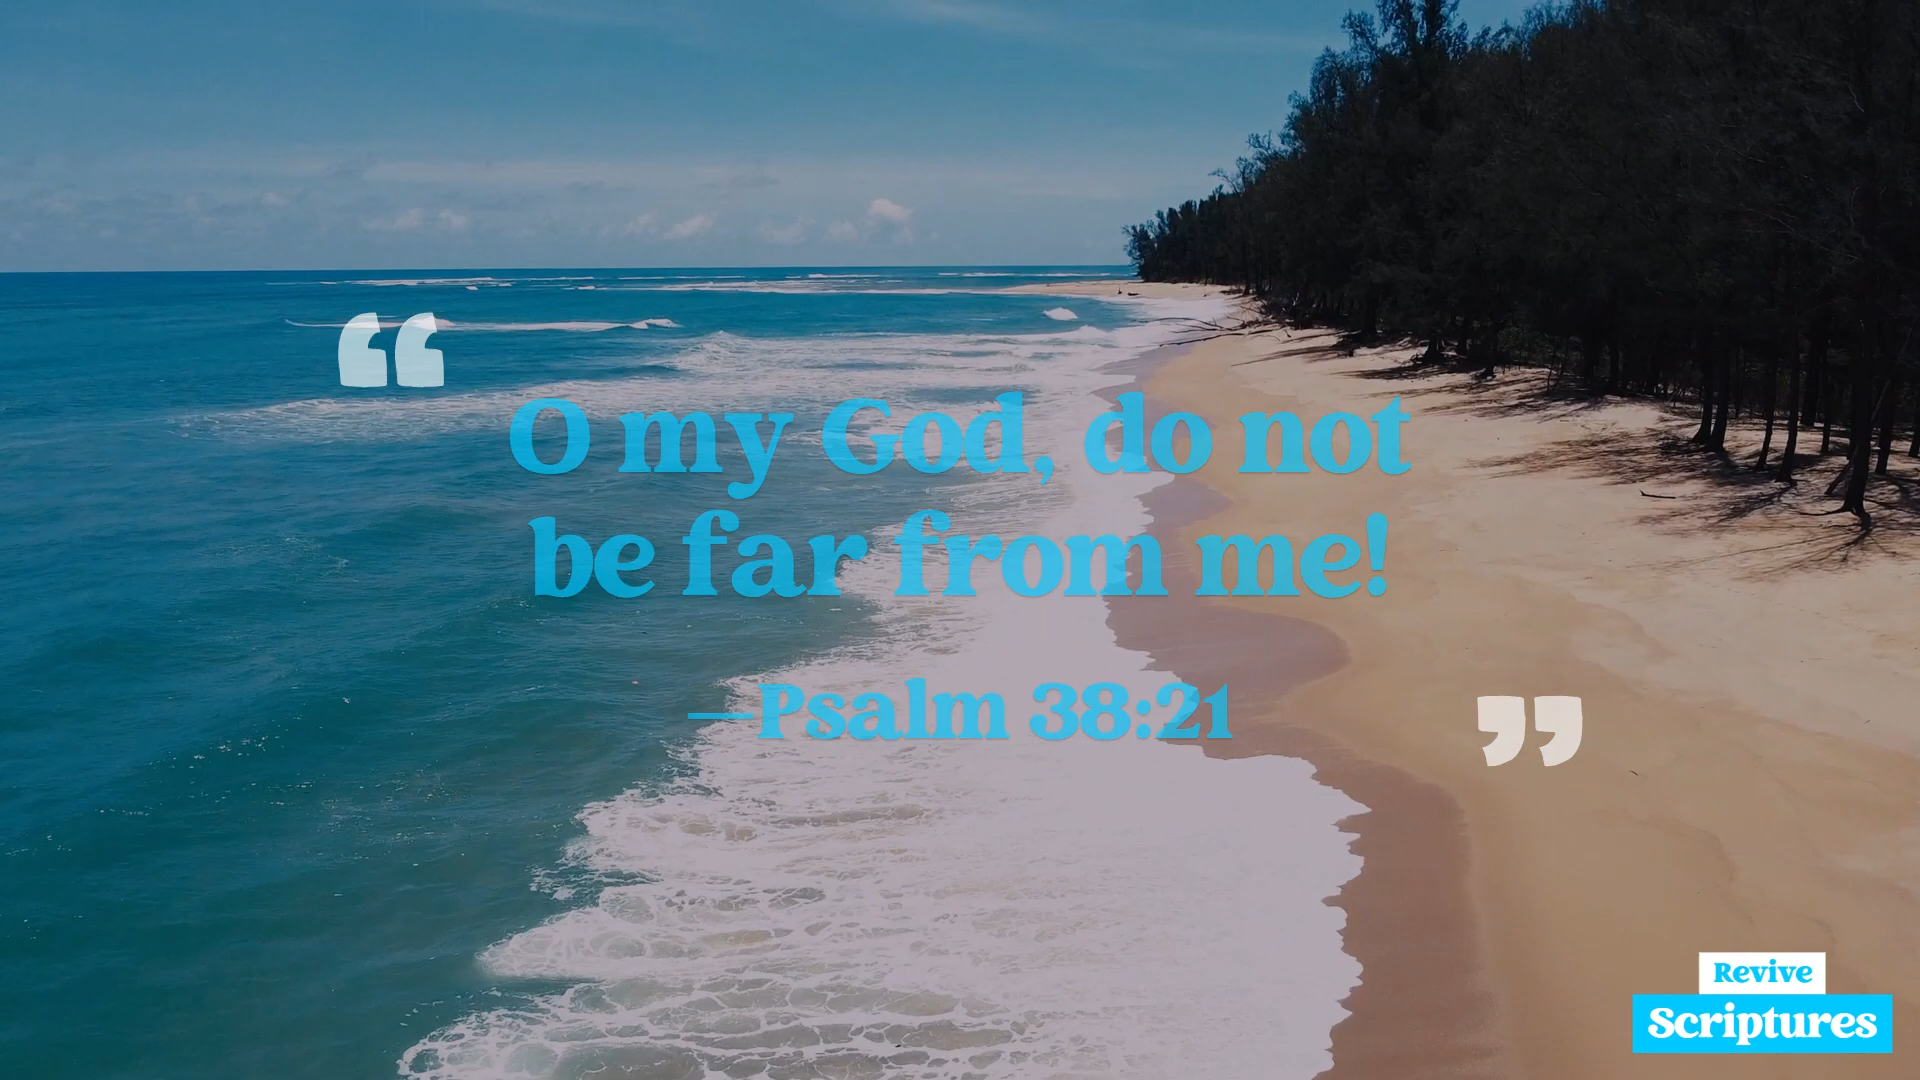 “
O my God, do not
be far from me!
—Psalm 38:21
”
Revive
Scriptures